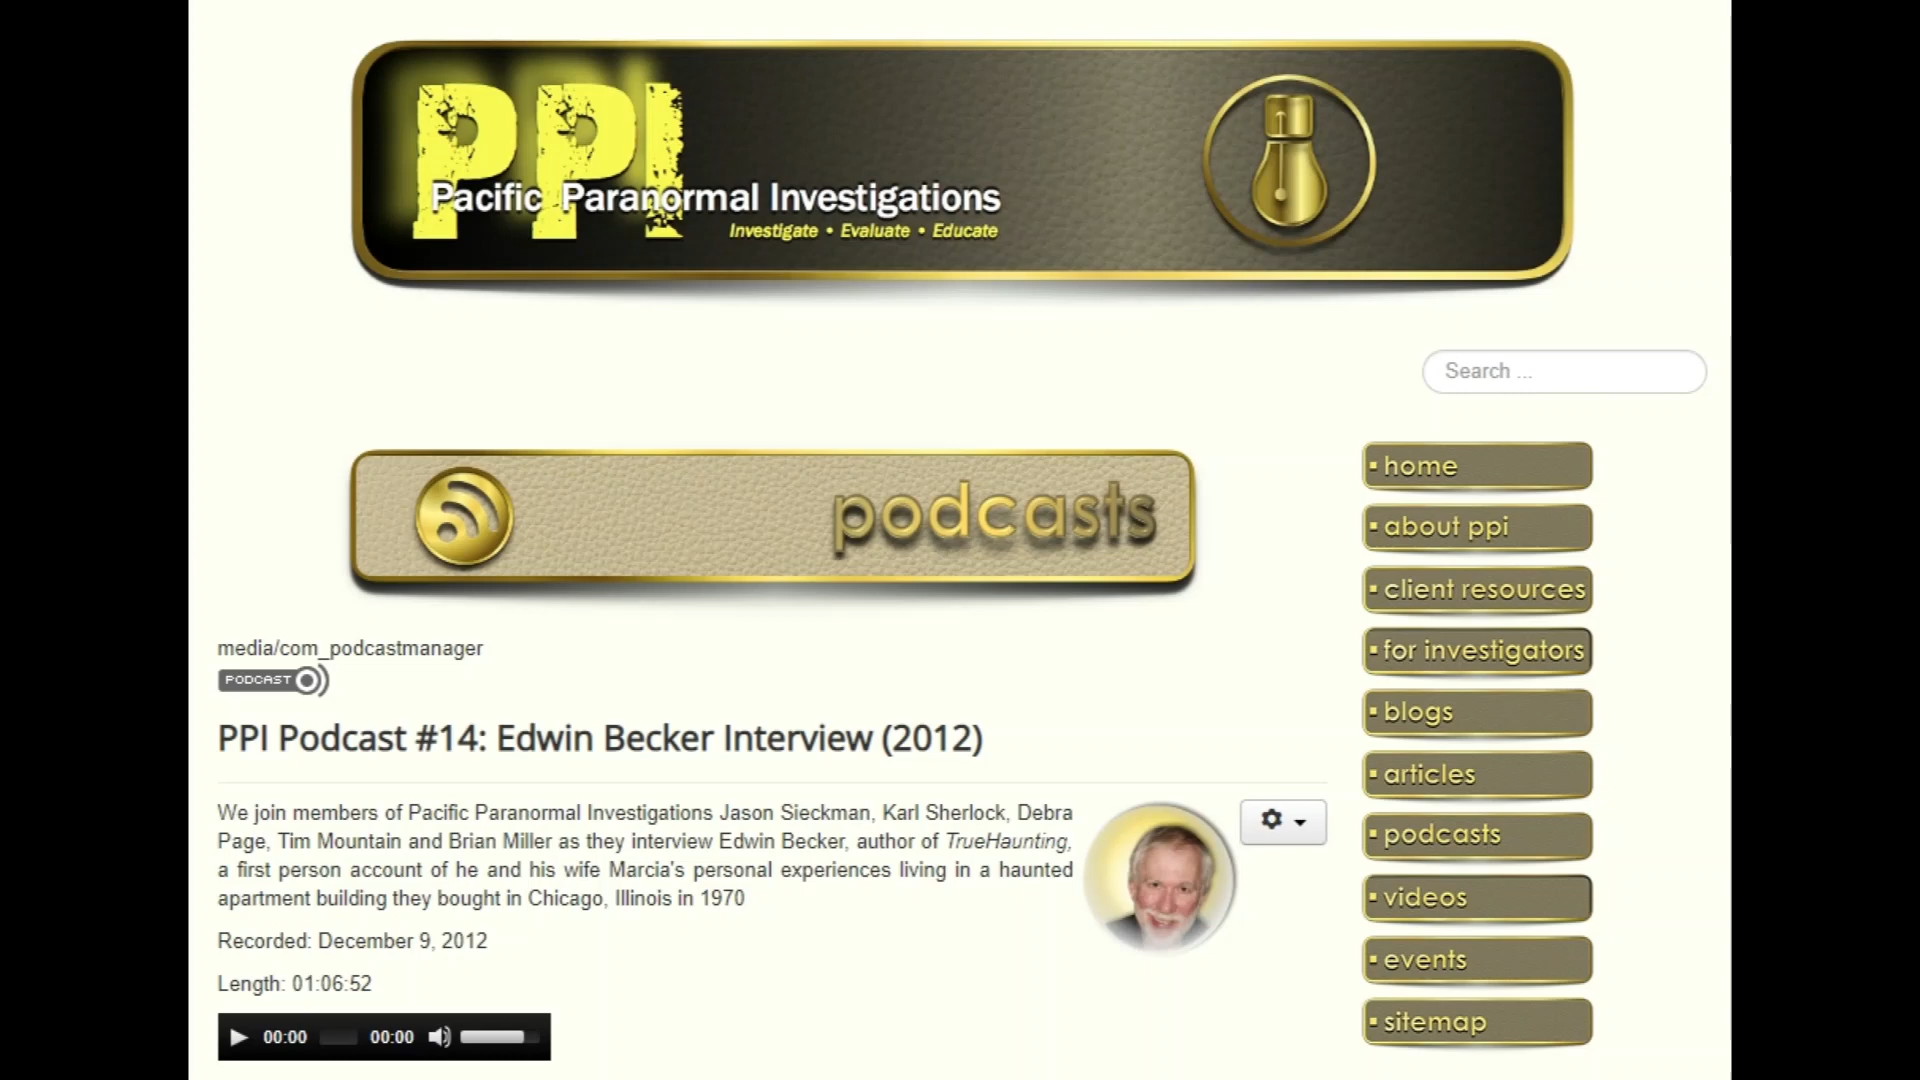 PPI
Pacific Paranormal Investigations
Investigate • Evaluate • Educate
Search ...
podcasts
home
about ppi
client resources
for investigators
blogs
articles
podcasts
videos
events
sitemap
media/com_podcastmanager
PODCAST
PPI Podcast #14: Edwin Becker Interview (2012)
We join members of Pacific Paranormal Investigations Jason Sieckman, Karl Sherlock, Debra
Page, Tim Mountain and Brian Miller as they interview Edwin Becker, author of TrueHaunting,
a first person account of he and his wife Marcia's personal experiences living in a haunted
apartment building they bought in Chicago, Illinois in 1970
Recorded: December 9, 2012
Length: 01:06:52
00:00 00:00